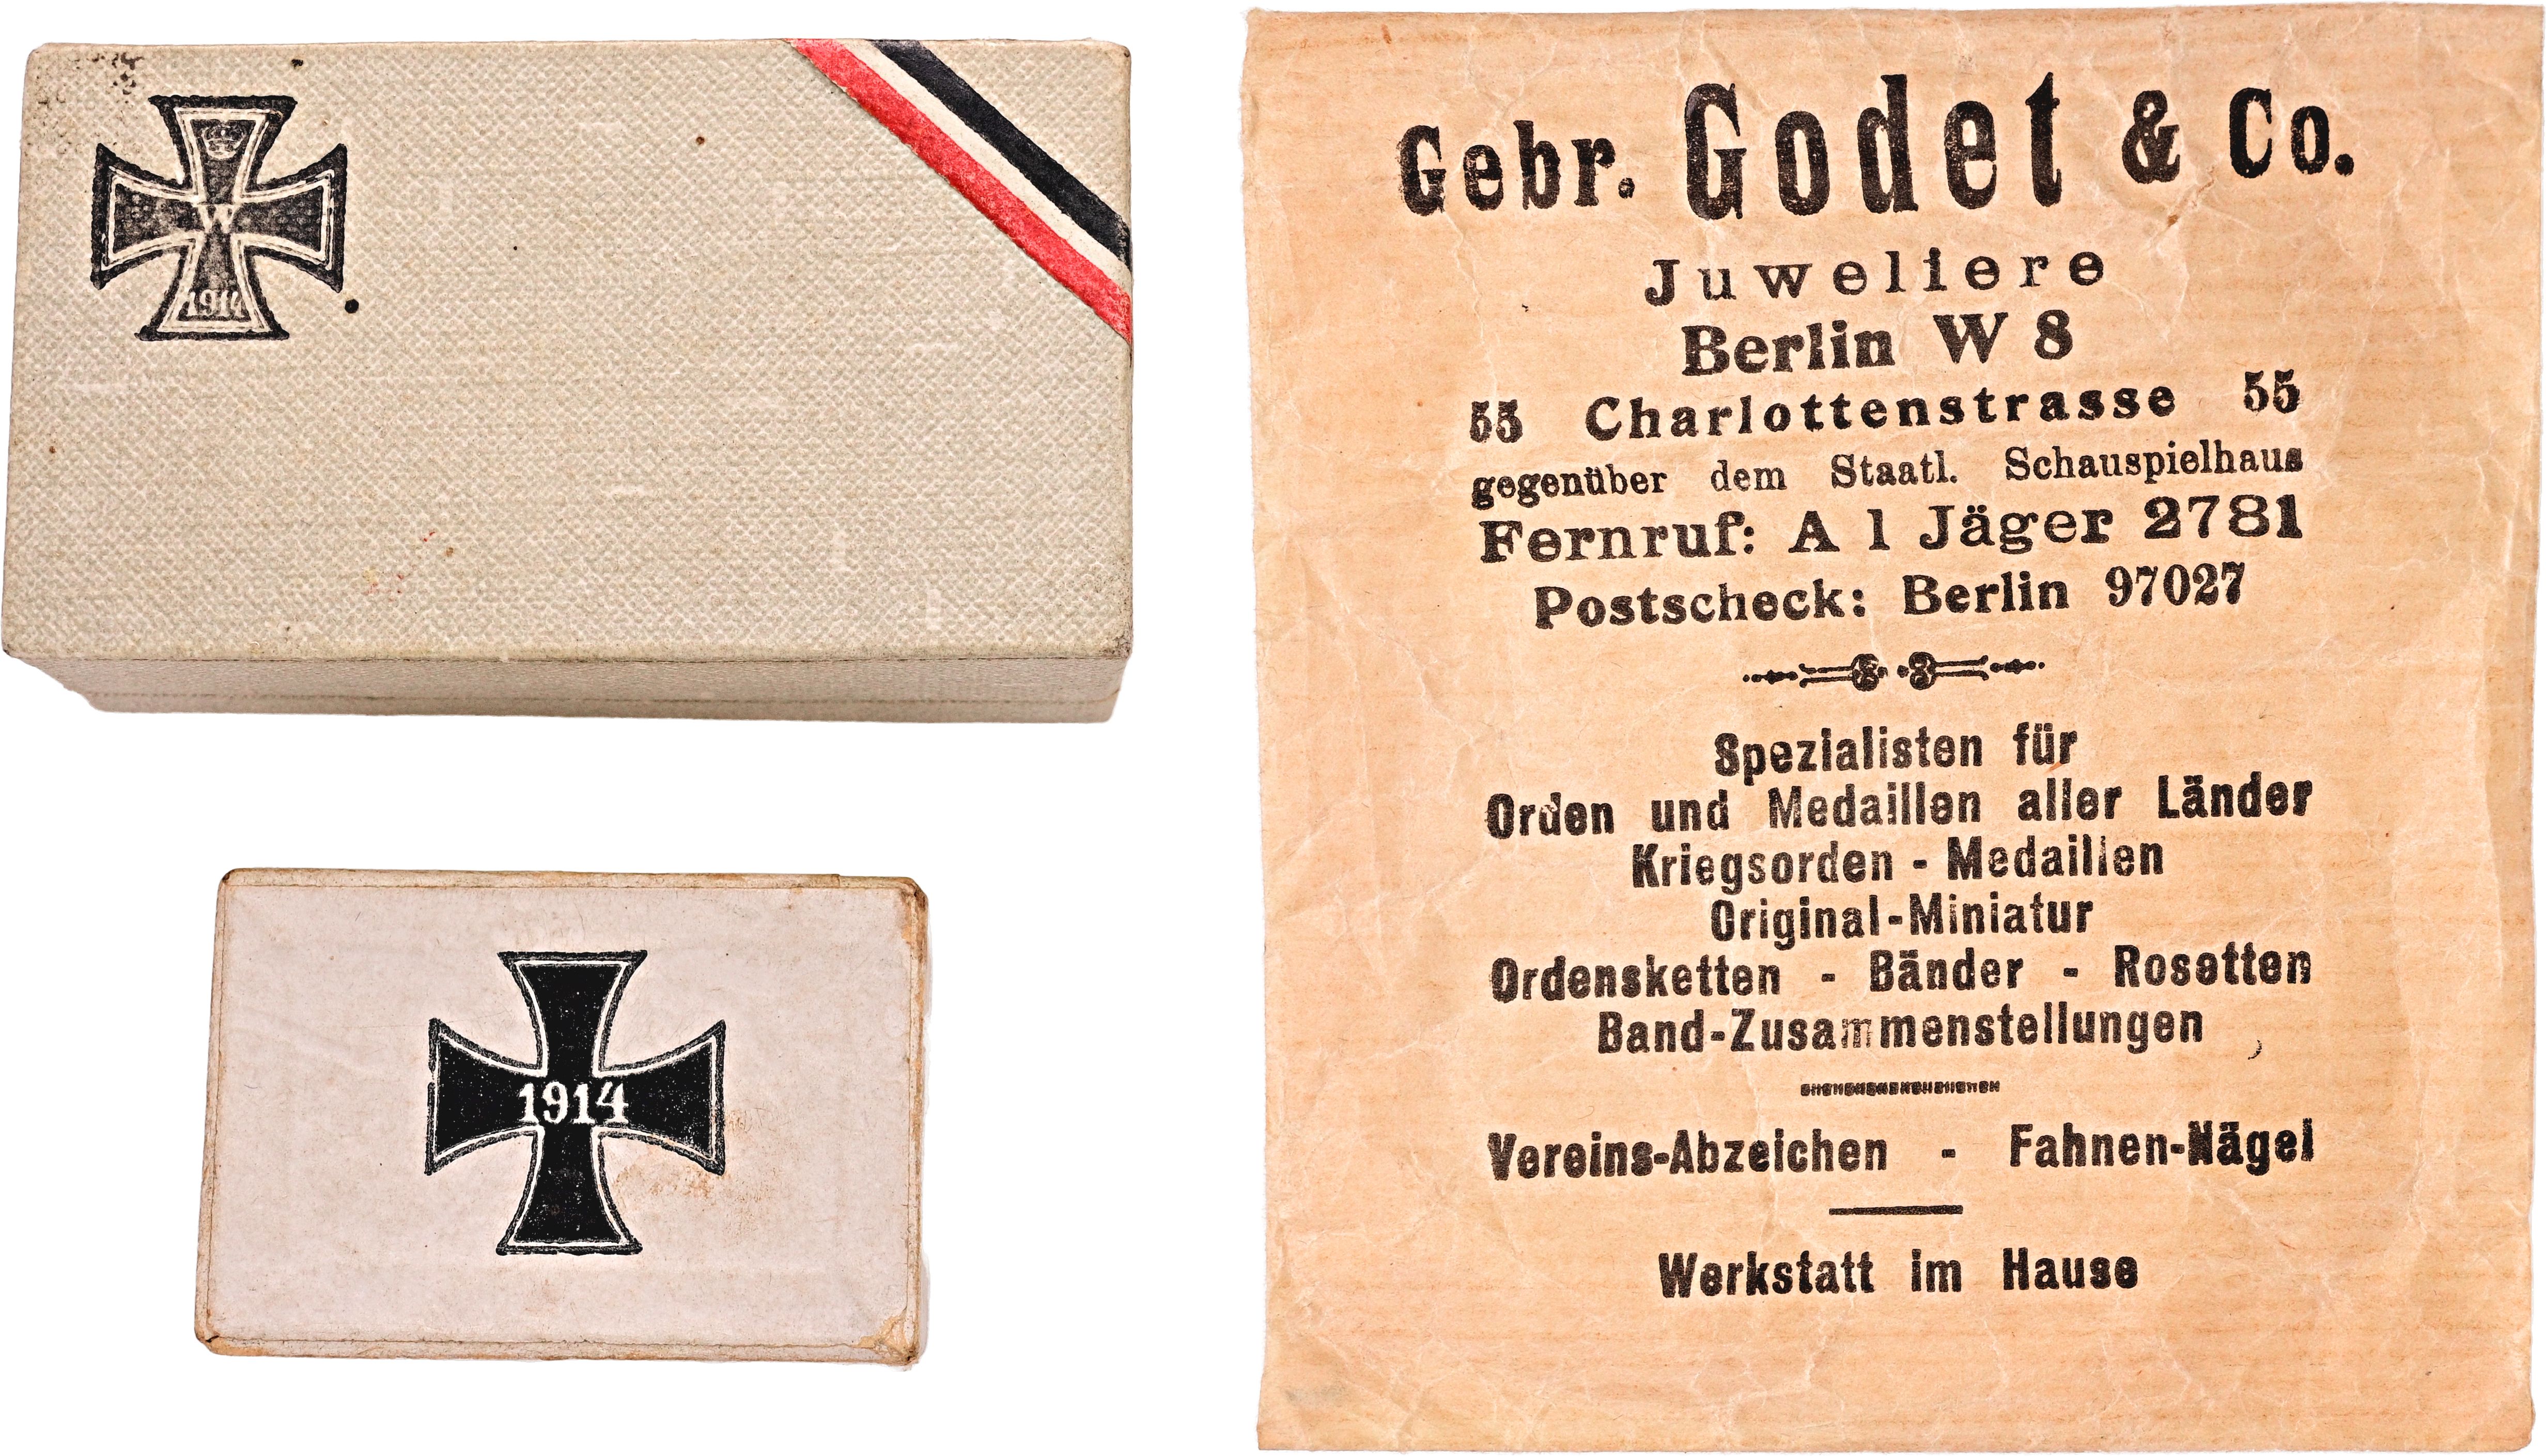 W
1914
1914
Gebr. Godet & Co.
Juweliere
Berlin W 8
55 Charlottenstrasse 55
gegenüber dem Staatl. Schauspielhaus
Fernruf: A 1 Jäger 2781
Postscheck: Berlin 97027
Spezialisten für
Orden und Medaillen aller Länder
Kriegsorden - Medaillen
Original-Miniatur
Ordensketten - Bänder - Rosetten
Band-Zusammenstellungen
Vereins-Abzeichen - Fahnen-Nägel
Werkstatt im Hause